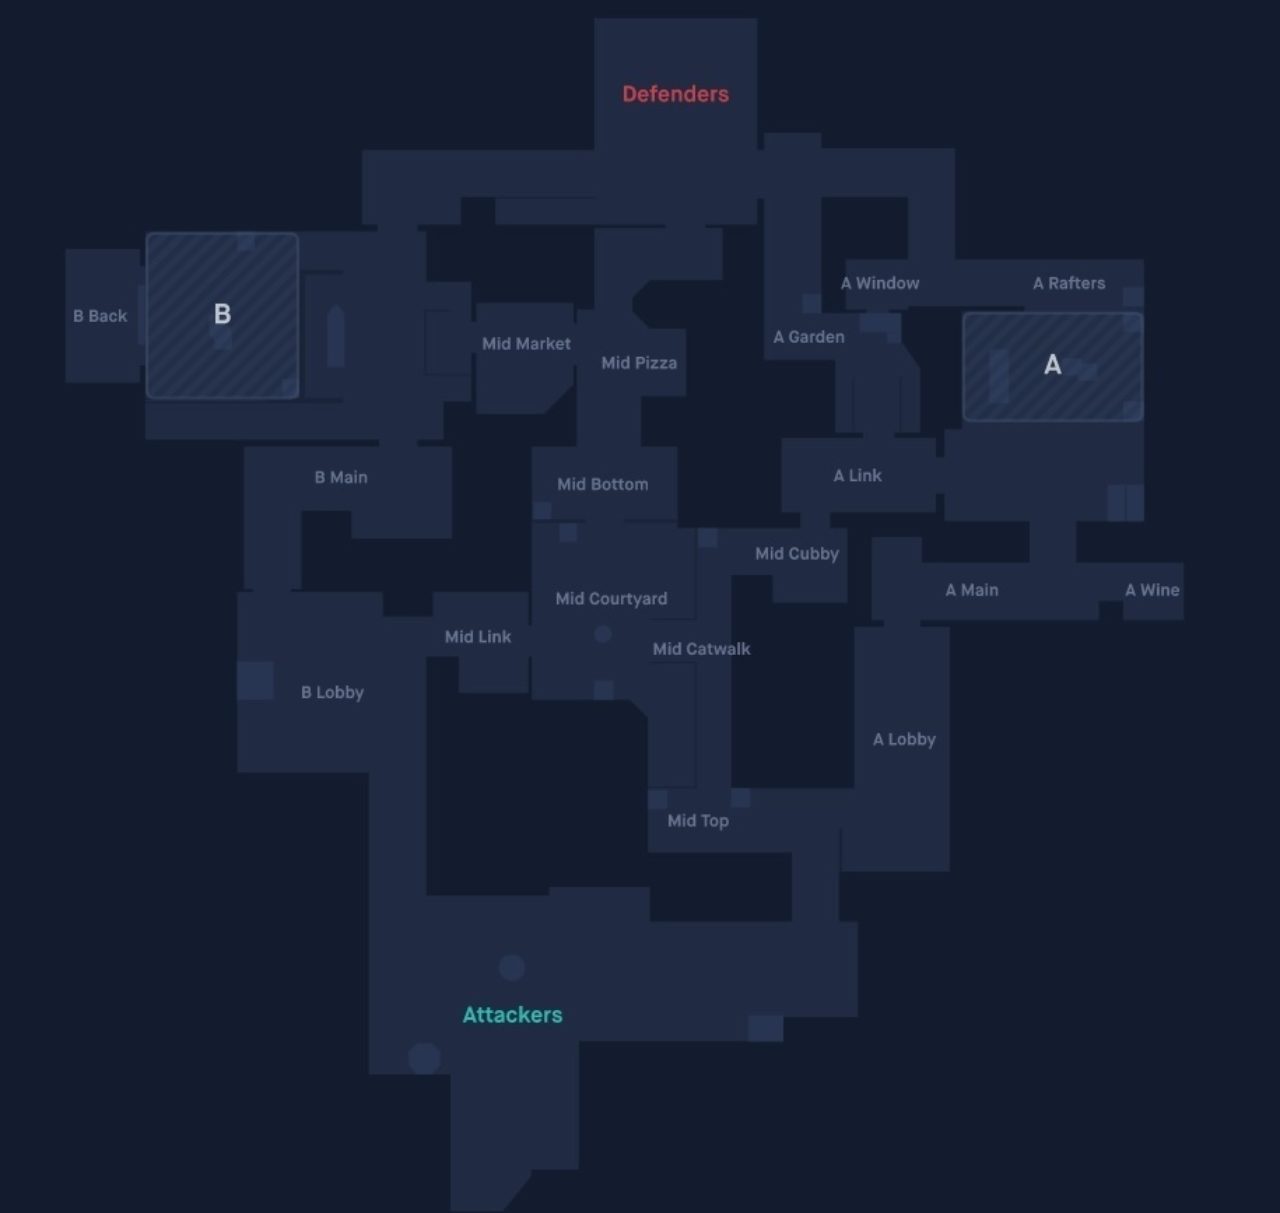 Defenders
A Window
A Rafters
B Back
B
Mid Market
A Garden
Mid Pizza
A
B Main
Mid Bottom
A Link
Mid Cubby
Mid Courtyard
A Main
A Wine
Mid Link
Mid Catwalk
B Lobby
A Lobby
Mid Top
Attackers